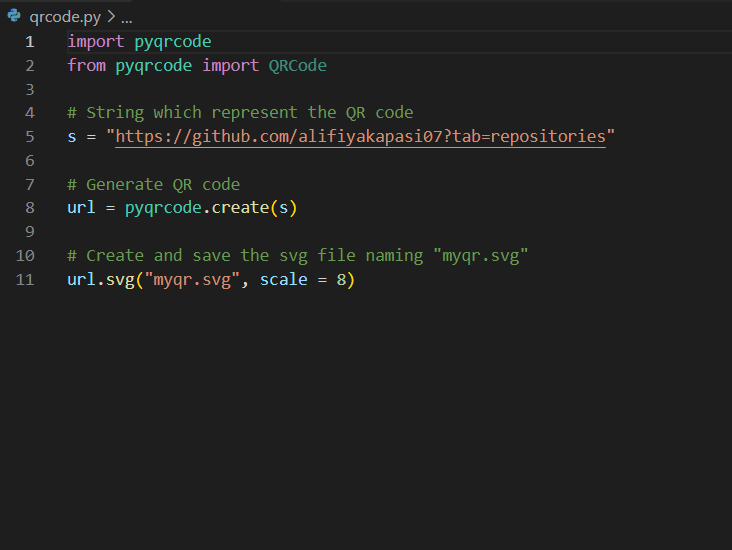 qrcode.py > ...
1 import pyqrcode
2 from pyqrcode import QRCode
3
4 # String which represent the QR code
5 s = "https://github.com/alifiyakapasi07?tab=repositories"
6
7 # Generate QR code
8 url = pyqrcode.create(s)
9
10 # Create and save the svg file naming "myqr.svg"
11 url.svg("myqr.svg", scale = 8)